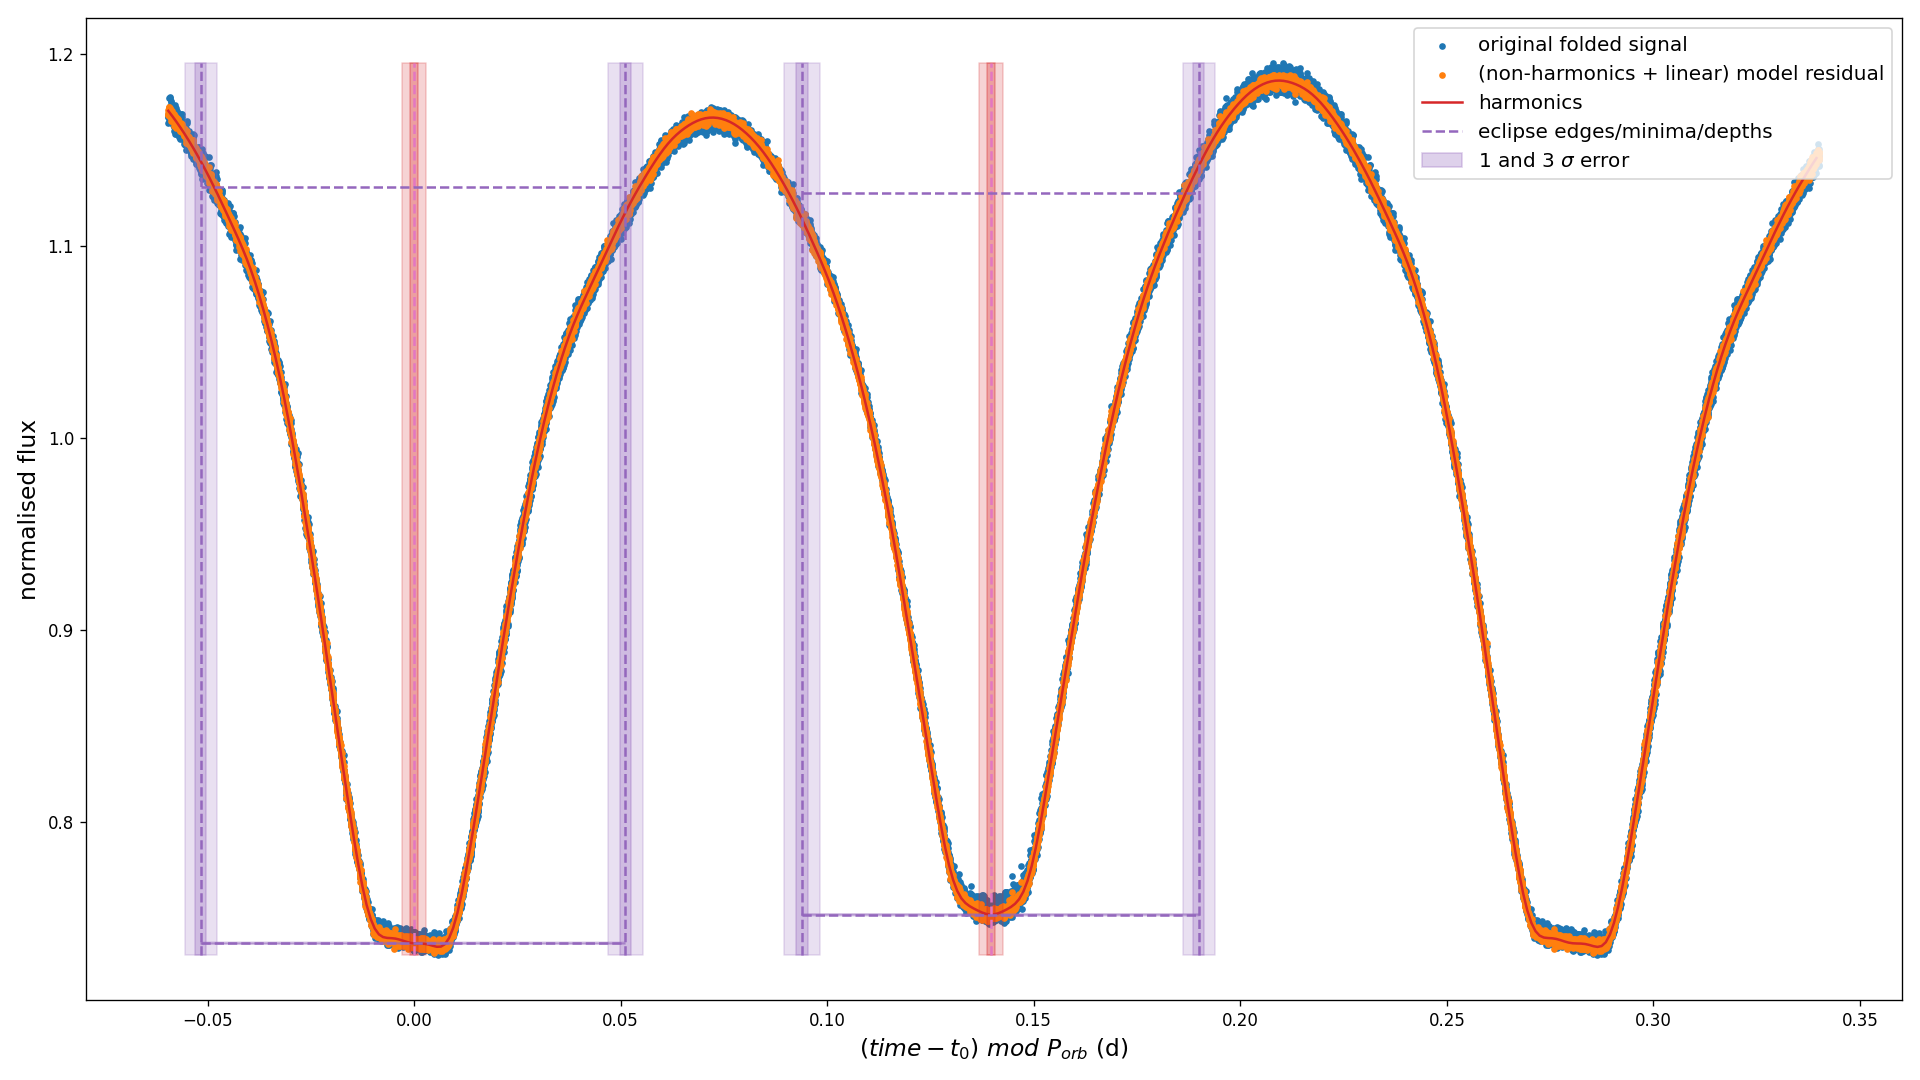 original folded signal
(non-harmonics + linear) model residual
harmonics
eclipse edges/minima/depths
1 and 3 σ error
normalised flux
1.2
1.1
1.0
0.9
0.8
−0.05
0.00
0.05
0.10
0.15
0.20
0.25
0.30
0.35
(time − t₀) mod Pₒᵣb (d)